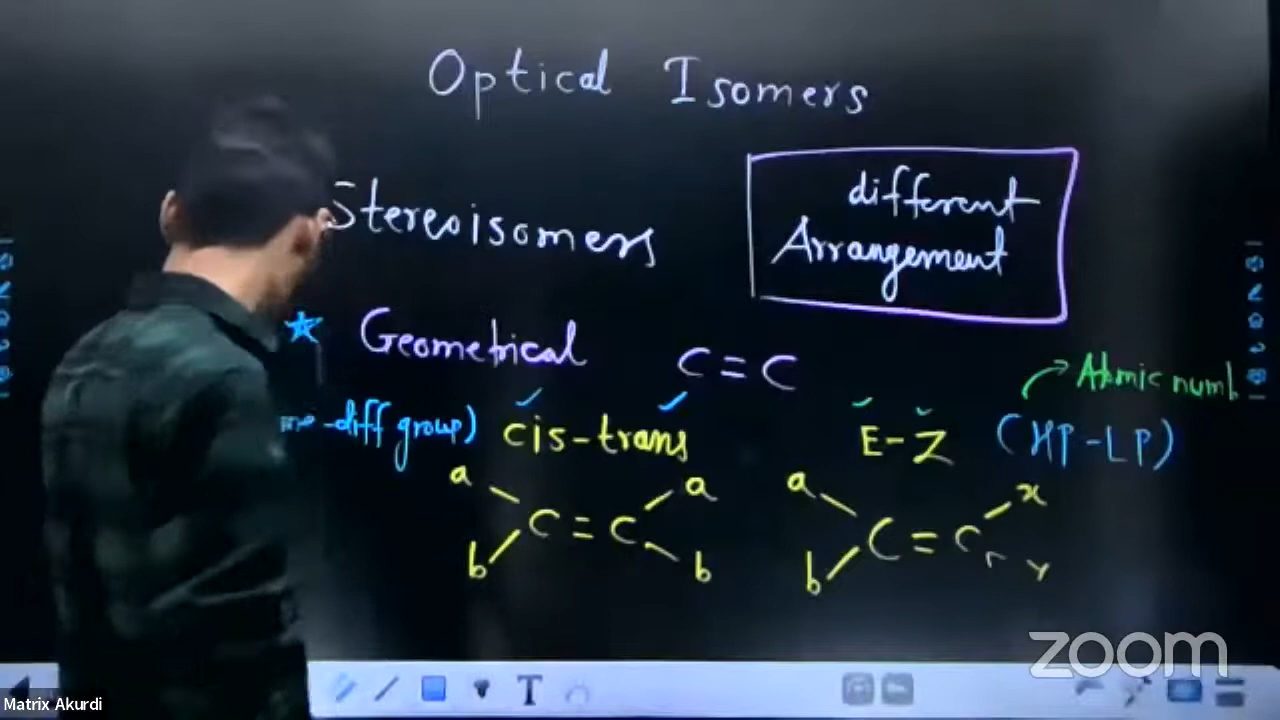 Optical Isomers
Stereoisomers
different
Arrangement
Geometrical
C = C
Atomic numb
-diff group)
cis-trans
E-Z
(HP-LP)
a
a
a
x
C = C
C = C
b
b
b
y
zoom
T
Matrix Akurdi